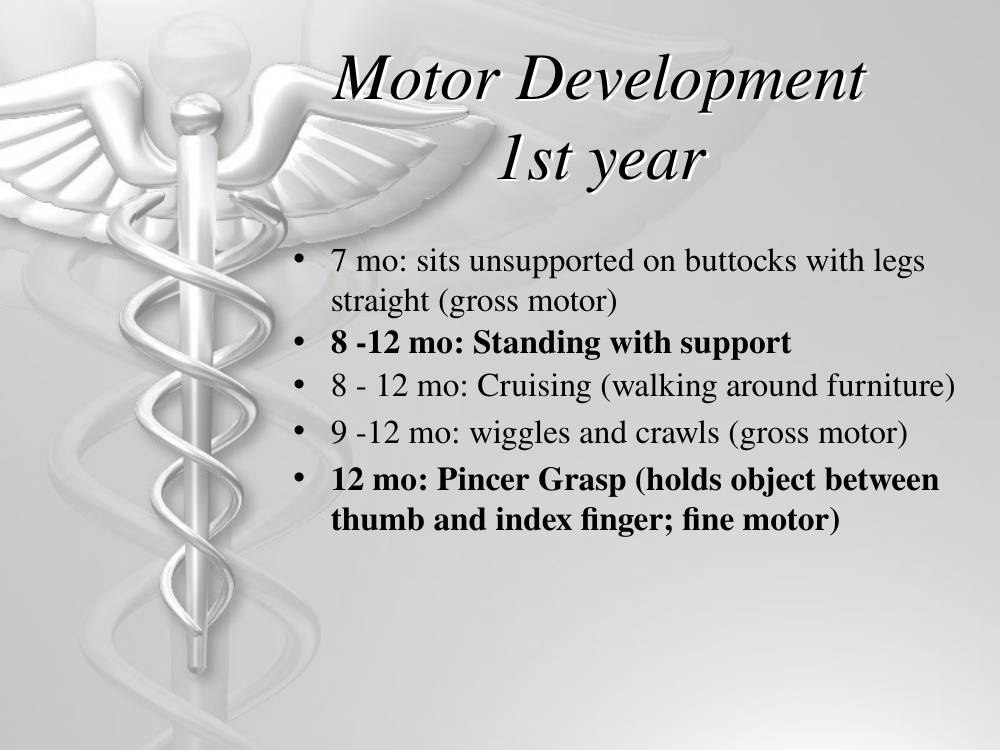 Motor Development
1st year
• 7 mo: sits unsupported on buttocks with legs
straight (gross motor)
• 8 -12 mo: Standing with support
• 8 - 12 mo: Cruising (walking around furniture)
• 9 -12 mo: wiggles and crawls (gross motor)
• 12 mo: Pincer Grasp (holds object between
thumb and index finger; fine motor)